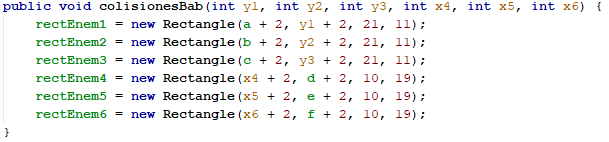 public void colisionesBab(int y1, int y2, int y3, int x4, int x5, int x6) {
rectEnem1 = new Rectangle(a + 2, y1 + 2, 21, 11);
rectEnem2 = new Rectangle(b + 2, y2 + 2, 21, 11);
rectEnem3 = new Rectangle(c + 2, y3 + 2, 21, 11);
rectEnem4 = new Rectangle(x4 + 2, d + 2, 10, 19);
rectEnem5 = new Rectangle(x5 + 2, e + 2, 10, 19);
rectEnem6 = new Rectangle(x6 + 2, f + 2, 10, 19);
}